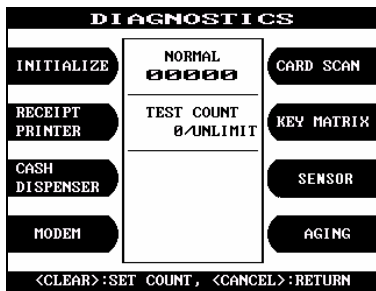 DIAGNOSTICS
INITIALIZE
RECEIPT
PRINTER
CASH
DISPENSER
MODEM
NORMAL
00000
TEST COUNT
0/UNLIMIT
CARD SCAN
KEY MATRIX
SENSOR
AGING
<CLEAR>:SET COUNT, <CANCEL>:RETURN